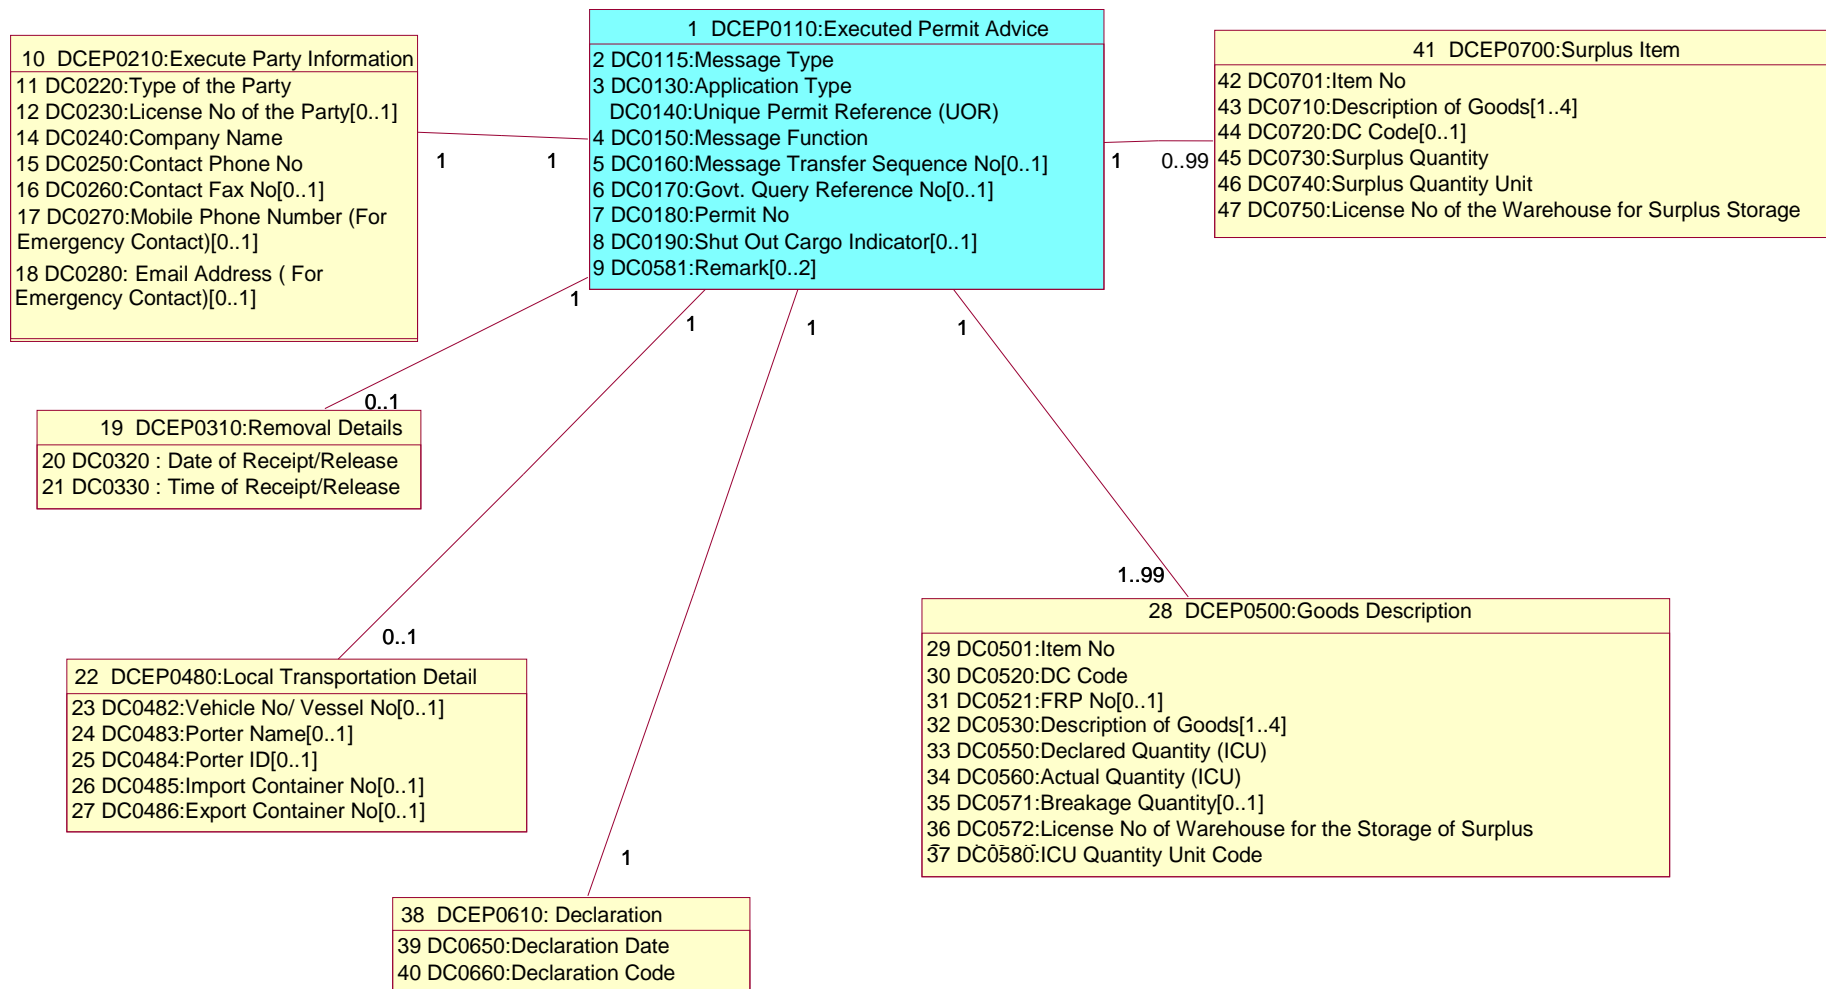 10 DCEP0210:Execute Party Information
11 DC0220:Type of the Party
12 DC0230:License No of the Party[0..1]
14 DC0240:Company Name
15 DC0250:Contact Phone No
16 DC0260:Contact Fax No[0..1]
17 DC0270:Mobile Phone Number (For
Emergency Contact)[0..1]
18 DC0280: Email Address ( For
Emergency Contact)[0..1]
1
1
1 DCEP0110:Executed Permit Advice
2 DC0115:Message Type
3 DC0130:Application Type
DC0140:Unique Permit Reference (UOR)
4 DC0150:Message Function
5 DC0160:Message Transfer Sequence No[0..1]
6 DC0170:Govt. Query Reference No[0..1]
7 DC0180:Permit No
8 DC0190:Shut Out Cargo Indicator[0..1]
9 DC0581:Remark[0..2]
1
0..99
41 DCEP0700:Surplus Item
42 DC0701:Item No
43 DC0710:Description of Goods[1..4]
44 DC0720:DC Code[0..1]
45 DC0730:Surplus Quantity
46 DC0740:Surplus Quantity Unit
47 DC0750:License No of the Warehouse for Surplus Storage
1
1
1
1
0..1
19 DCEP0310:Removal Details
20 DC0320 : Date of Receipt/Release
21 DC0330 : Time of Receipt/Release
0..1
22 DCEP0480:Local Transportation Detail
23 DC0482:Vehicle No/ Vessel No[0..1]
24 DC0483:Porter Name[0..1]
25 DC0484:Porter ID[0..1]
26 DC0485:Import Container No[0..1]
27 DC0486:Export Container No[0..1]
1..99
28 DCEP0500:Goods Description
29 DC0501:Item No
30 DC0520:DC Code
31 DC0521:FRP No[0..1]
32 DC0530:Description of Goods[1..4]
33 DC0550:Declared Quantity (ICU)
34 DC0560:Actual Quantity (ICU)
35 DC0571:Breakage Quantity[0..1]
36 DC0572:License No of Warehouse for the Storage of Surplus
37 DC0580:ICU Quantity Unit Code
1
38 DCEP0610: Declaration
39 DC0650:Declaration Date
40 DC0660:Declaration Code